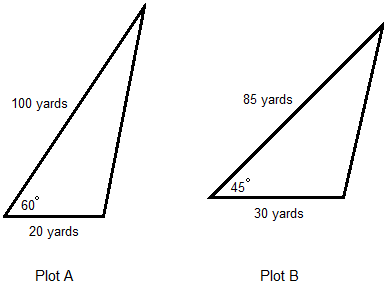 100 yards
60°
20 yards
Plot A
85 yards
45°
30 yards
Plot B